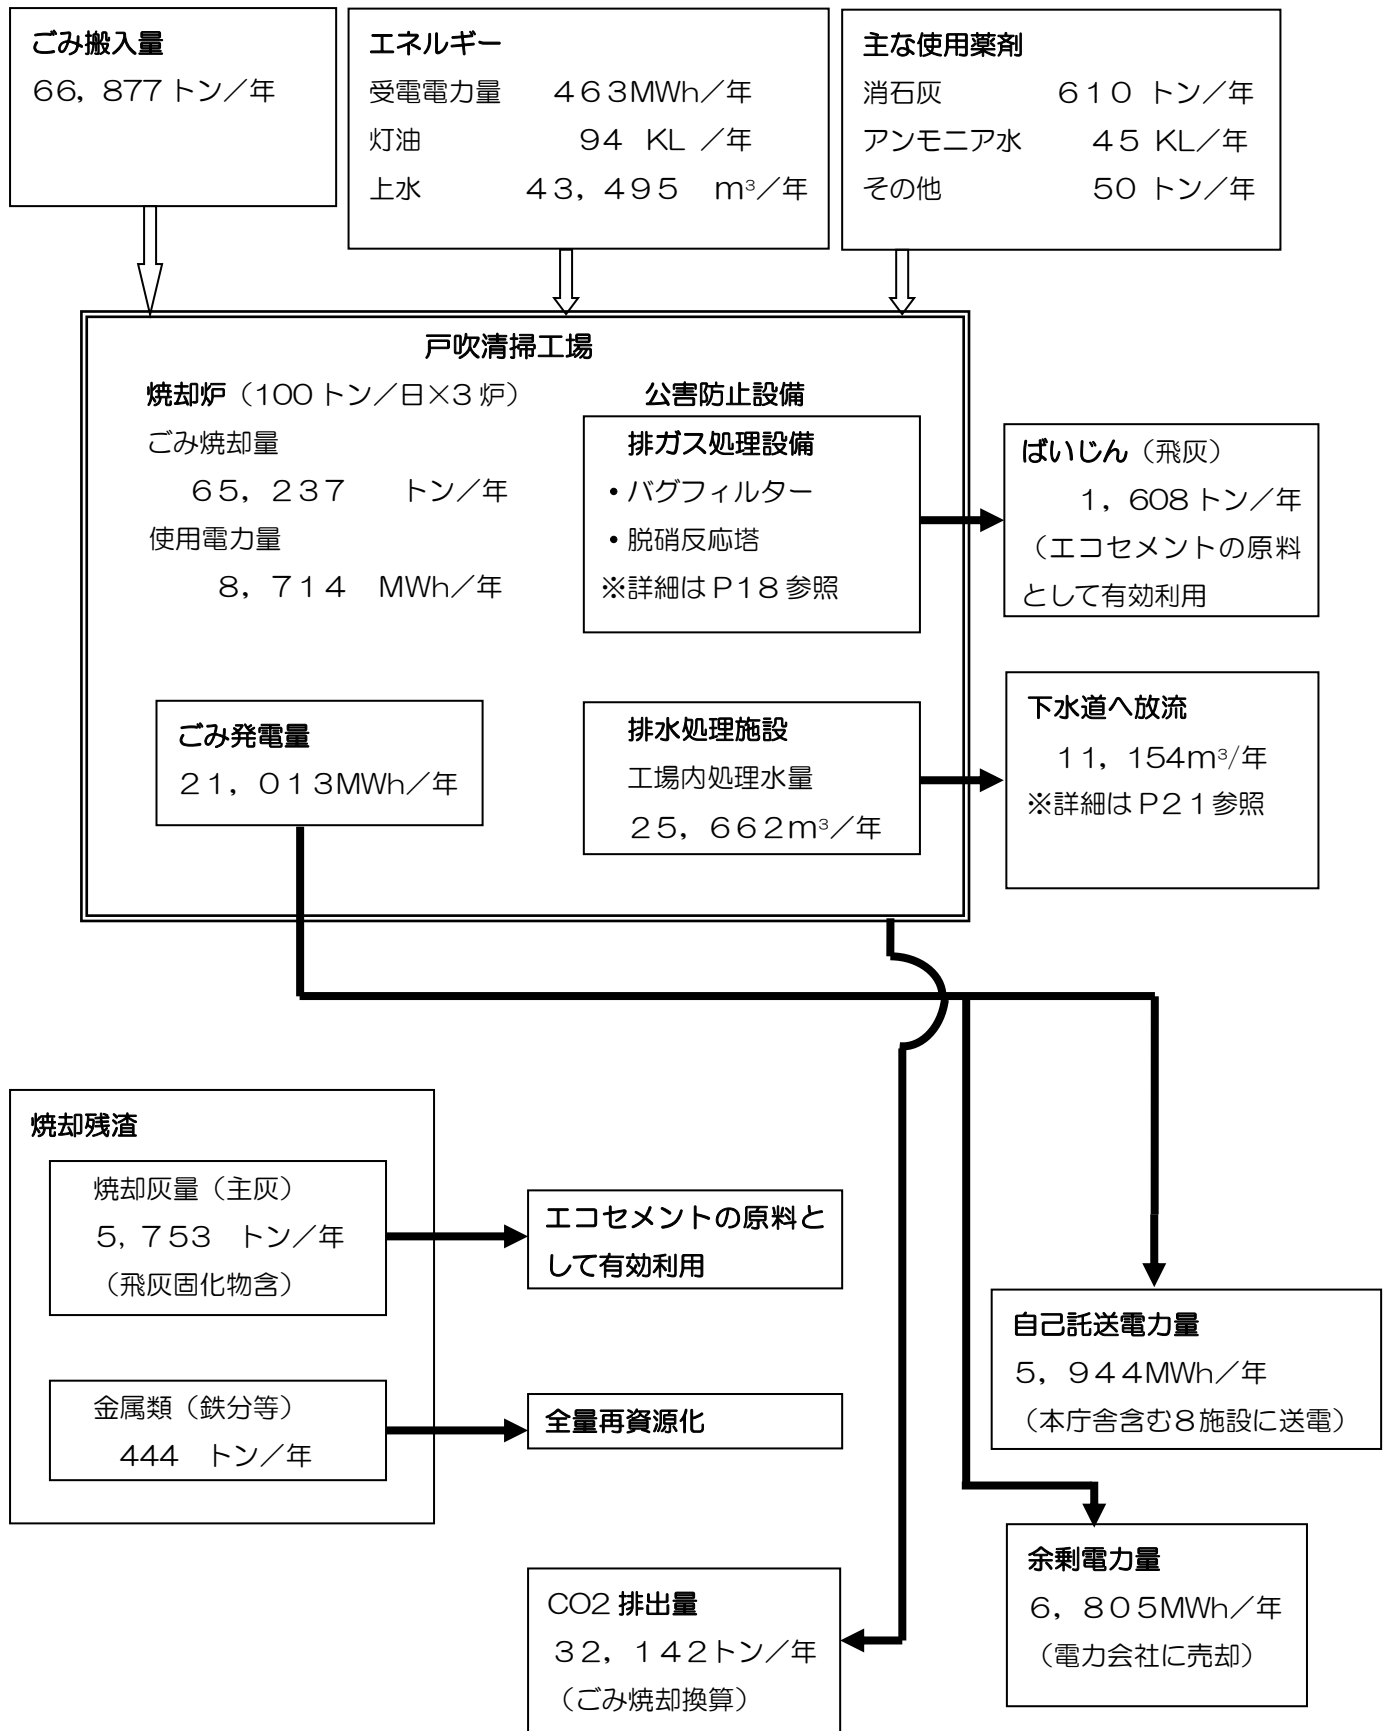 ごみ搬入量
66,877トン／年
エネルギー
受電電力量 ４６３MWh／年
灯油 94 KL ／年
上水 ４３，４９５ m³／年
主な使用薬剤
消石灰 ６１０ トン／年
アンモニア水 ４５ KL／年
その他 50 トン／年
戸吹清掃工場
焼却炉（100トン／日×3炉）
ごみ焼却量
６５，２３７ トン／年
使用電力量
８，７１４ MWh／年
公害防止設備
排ガス処理設備
・バグフィルター
・脱硝反応塔
※詳細はP18参照
ばいじん（飛灰）
1，608トン／年
（エコセメントの原料
として有効利用
ごみ発電量
２１，０１３MWh／年
排水処理施設
工場内処理水量
２５，６６２m³／年
下水道へ放流
11，154m³/年
※詳細はP２１参照
焼却残渣
焼却灰量（主灰）
５，７５３ トン／年
（飛灰固化物含）
エコセメントの原料と
して有効利用
金属類（鉄分等）
444 トン／年
全量再資源化
自己託送電力量
５，９４４MWh／年
（本庁舎含む８施設に送電）
余剰電力量
６，８０５MWh／年
（電力会社に売却）
CO2排出量
３２，１４２トン／年
（ごみ焼却換算）